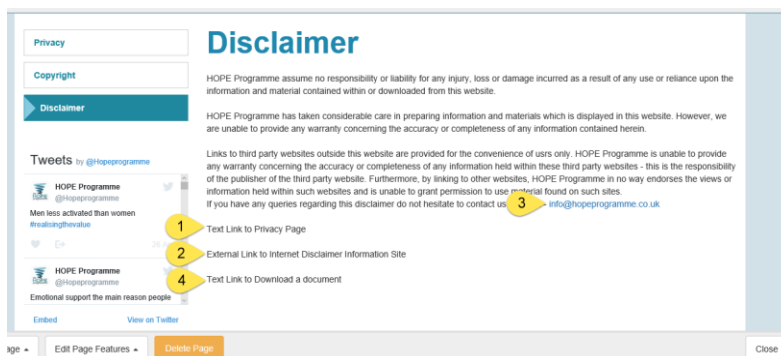 Privacy
Copyright
Disclaimer
Tweets by @Hopeprogramme
HOPE Programme
@Hopeprogramme
Men less activated than women
#realisingthevalue
HOPE Programme
@Hopeprogramme
Emotional support the main reason people
Embed View on Twitter
Disclaimer
HOPE Programme assume no responsibility or liability for any injury, loss or damage incurred as a result of any use or reliance upon the
information and material contained within or downloaded from this website.
HOPE Programme has taken considerable care in preparing information and materials which is displayed in this website. However, we
are unable to provide any warranty concerning the accuracy or completeness of any information contained herein.
Links to third party websites outside this website are provided for the convenience of usrs only. HOPE Programme is unable to provide
any warranty concerning the accuracy or completeness of any information held within these third party websites - this is the responsibility
of the publisher of the third party website. Furthermore, by linking to other websites, HOPE Programme in no way endorses the views or
information held within such websites and is unable to grant permission to use material found on such sites.
If you have any queries regarding this disclaimer do not hesitate to contact us 3 - info@hopeprogramme.co.uk
1 Text Link to Privacy Page
2 External Link to Internet Disclaimer Information Site
4 Text Link to Download a document
age Edit Page Features Delete Page Close